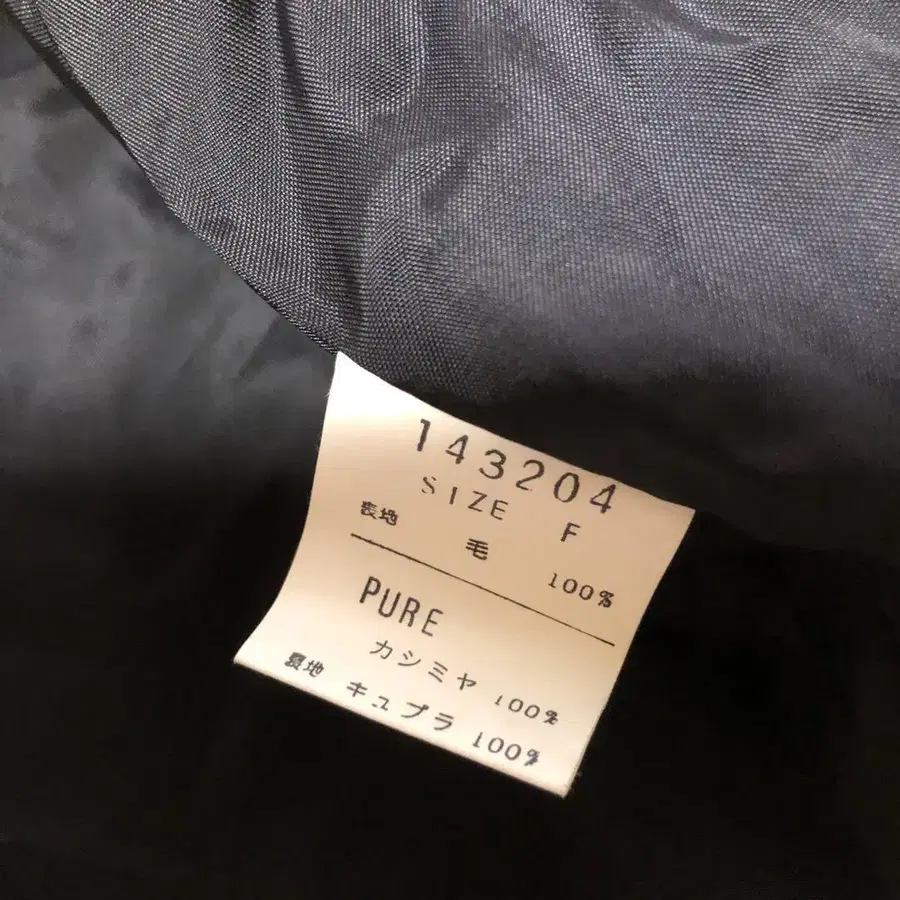 143204
SIZE F
表地 毛 100%
PURE
カシミヤ 100%
裏地 キュプラ 100%